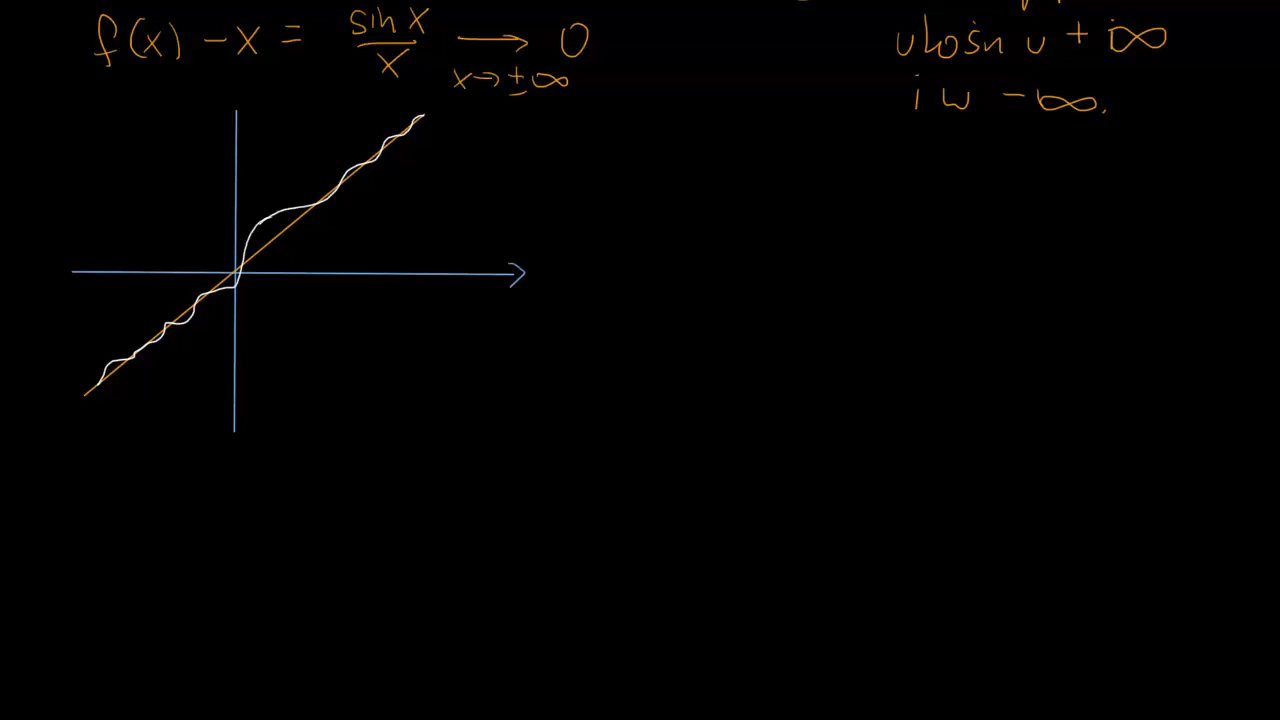 f(x) - x = sin x / x → 0
x → ± ∞
ukośn w + ∞
i w - ∞.